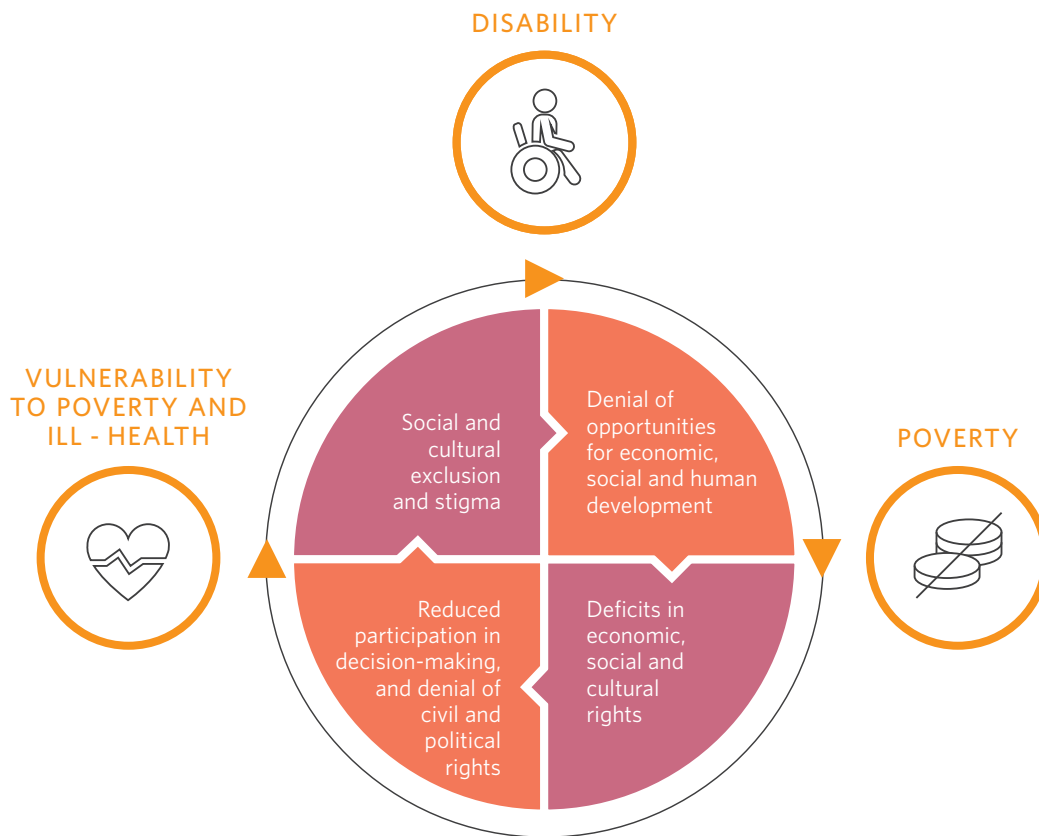 DISABILITY
VULNERABILITY
TO POVERTY AND
ILL - HEALTH
POVERTY
Social and
cultural
exclusion
and stigma
Denial of
opportunities
for economic,
social and human
development
Reduced
participation in
decision-making,
and denial of
civil and
political
rights
Deficits in
economic,
social and
cultural
rights